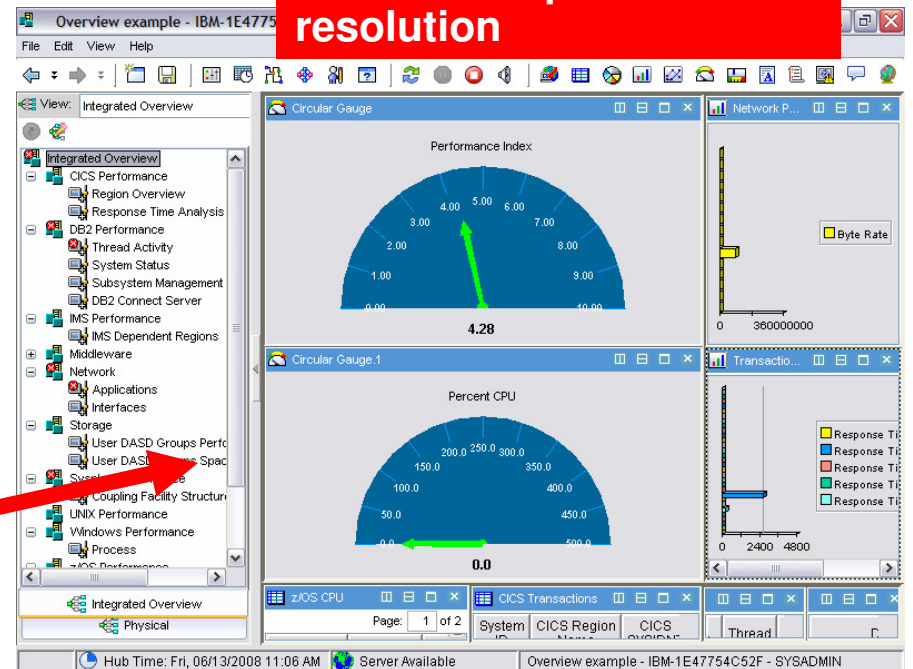 resolution
Overview example - IBM-1E4775
File Edit View Help
View: Integrated Overview
Integrated Overview
CICS Performance
Region Overview
Response Time Analysis
DB2 Performance
Thread Activity
System Status
Subsystem Management
DB2 Connect Server
IMS Performance
IMS Dependent Regions
Middleware
Network
Applications
Interfaces
Storage
User DASD Groups Perfo
User DASD Spac
Coupling Facility Structure
UNIX Performance
Windows Performance
Process
z/OS Performance
Integrated Overview
Physical
Circular Gauge
Performance Index
0.00 1.00 2.00 3.00 4.00 5.00 6.00 7.00 8.00 9.00 10.00
4.28
Network P...
Byte Rate
0 360000000
Circular Gauge.1
Percent CPU
0.0 50.0 100.0 150.0 200.0 250.0 300.0 350.0 400.0 450.0 500.0
0.0
Transactio...
Response Ti
Response Ti
Response Ti
Response Ti
Response Ti
0 2400 4800
z/OS CPU
Page: 1 of 2
CICS Transactions
System CICS Region CICS
Thread
Hub Time: Fri, 06/13/2008 11:06 AM
Server Available
Overview example - IBM-1E47754C52F - SYSADMIN